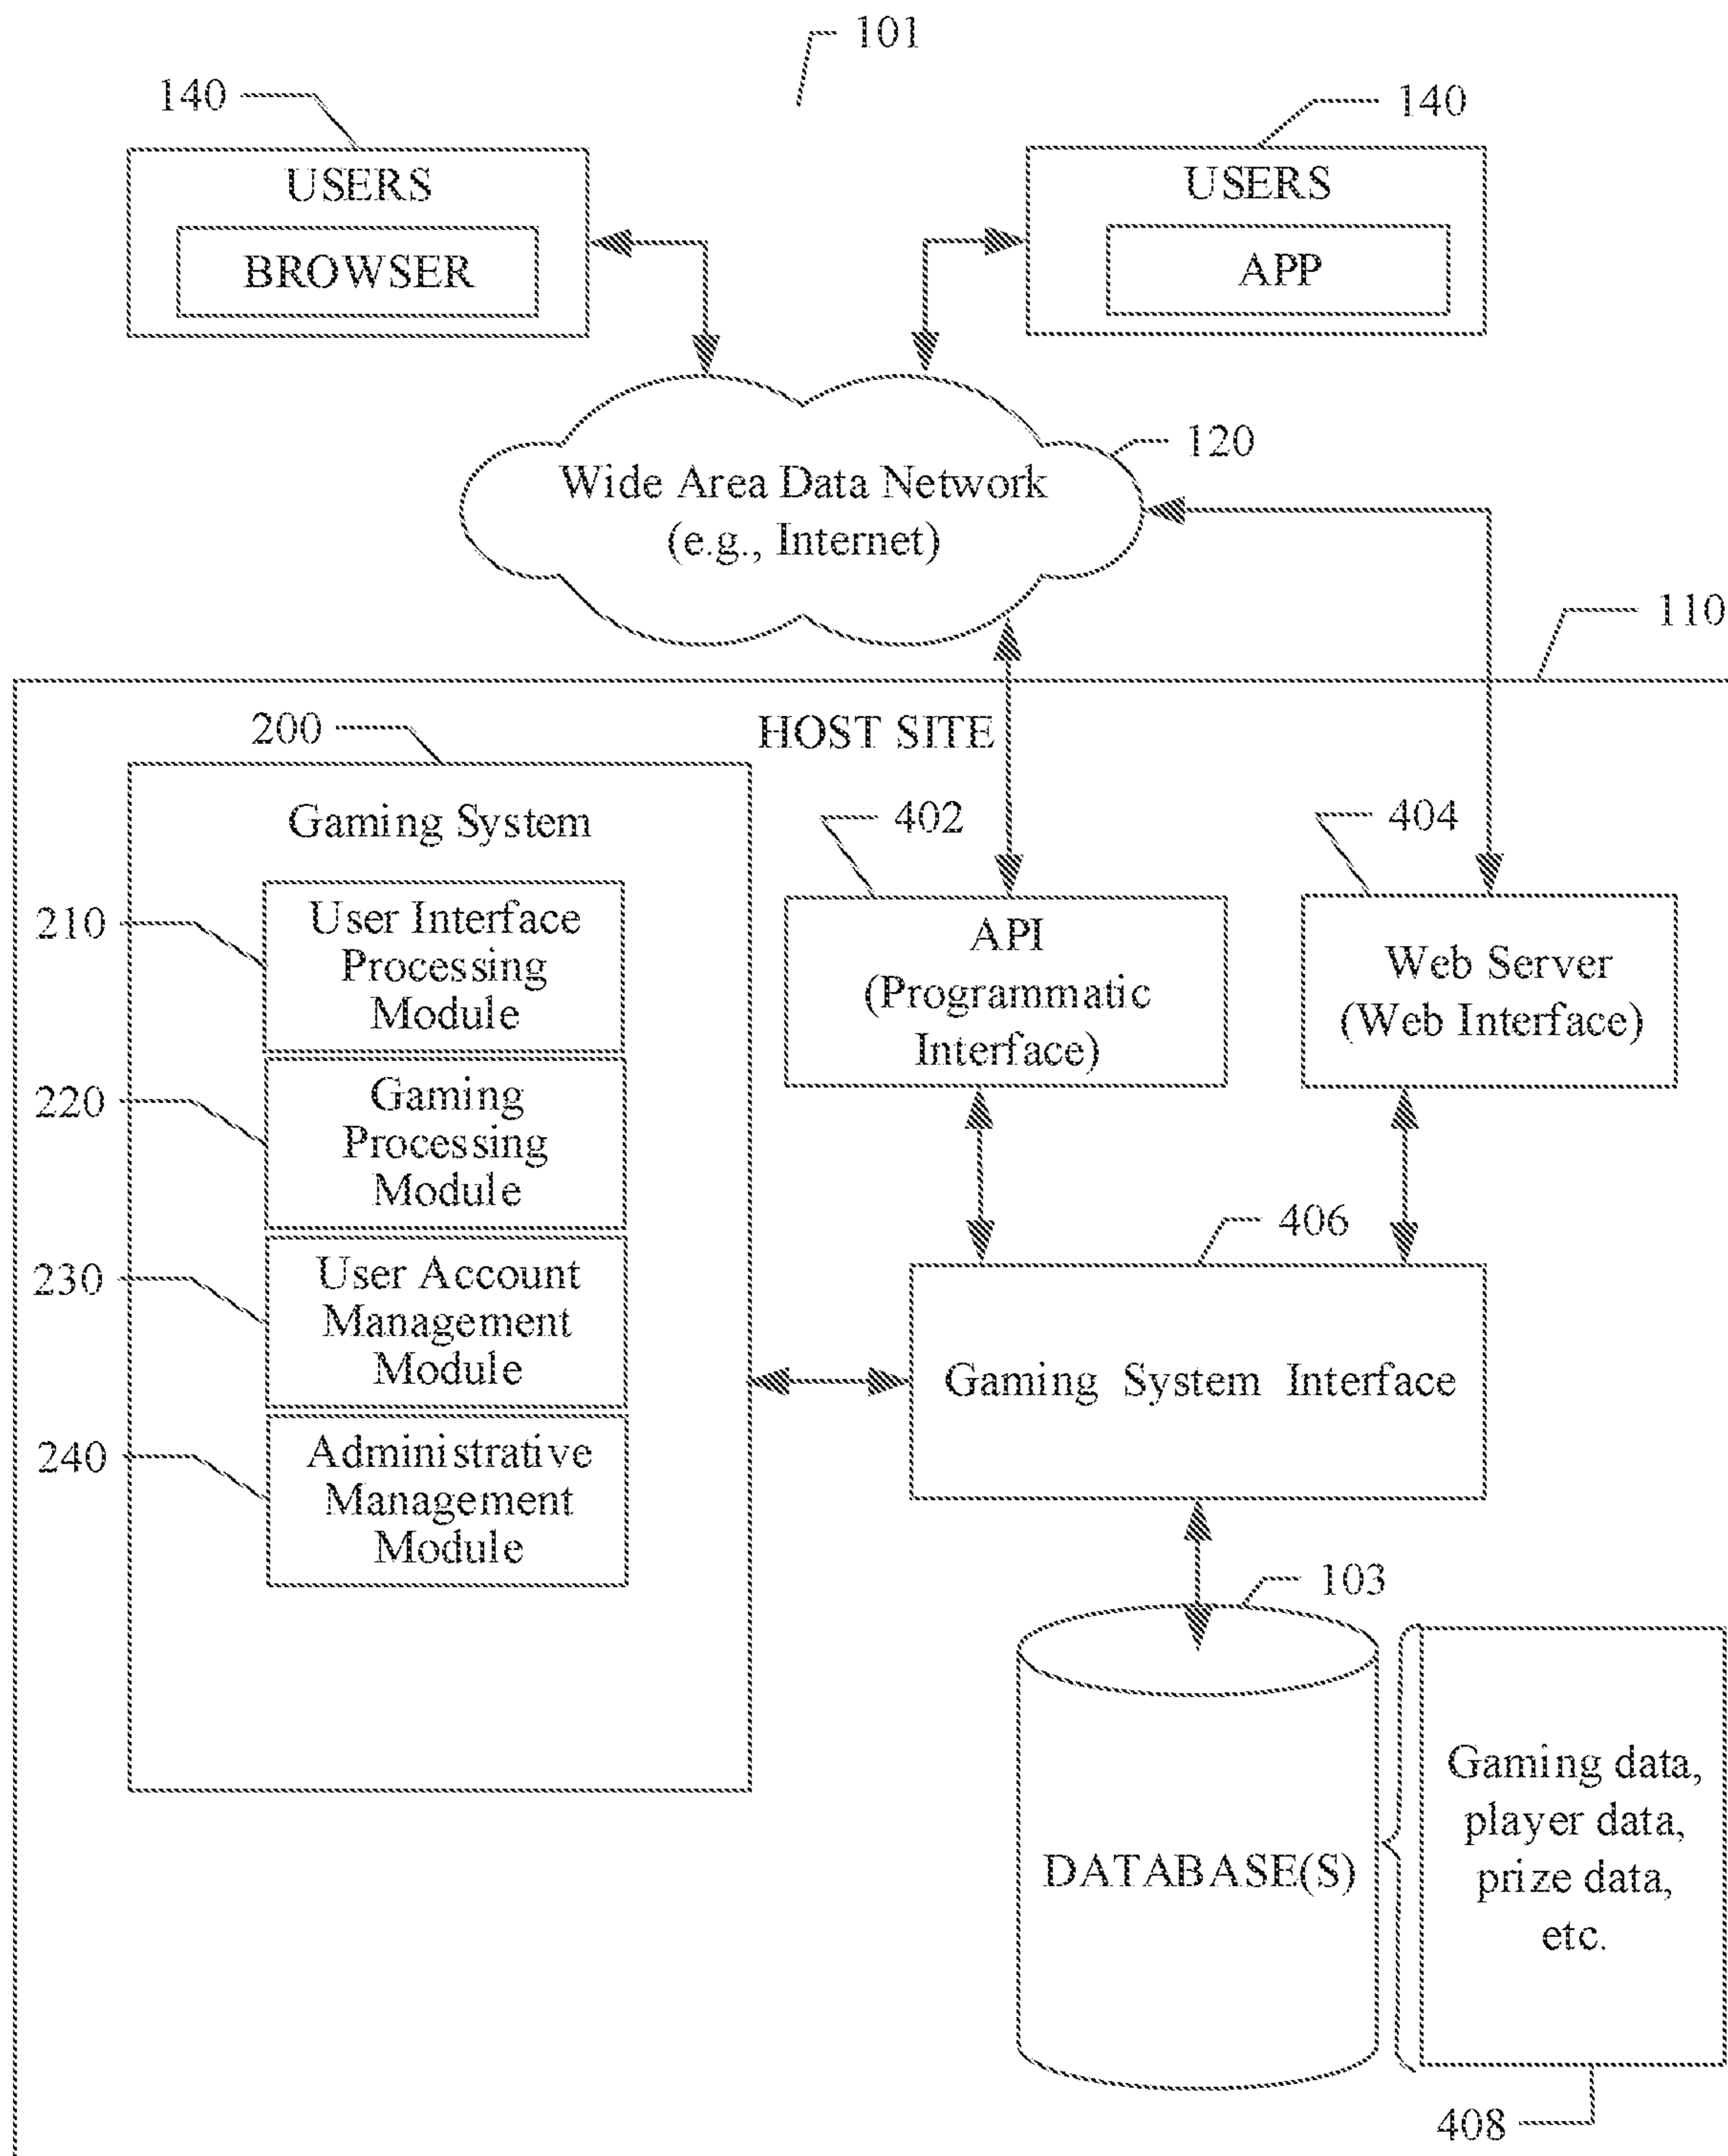 101
140
140
USERS
BROWSER
USERS
APP
120
Wide Area Data Network
(e.g., Internet)
110
HOST SITE
200
Gaming System
402
404
210
User Interface
Processing
Module
API
(Programmatic
Interface)
Web Server
(Web Interface)
220
Gaming
Processing
Module
406
230
User Account
Management
Module
Gaming System Interface
240
Administrative
Management
Module
103
DATABASE(S)
Gaming data,
player data,
prize data,
etc.
408